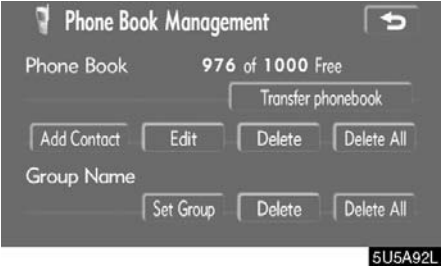 Phone Book Management
Phone Book 976 of 1000 Free
Transfer phonebook
Add Contact Edit Delete Delete All
Group Name
Set Group Delete Delete All
5U5A92L